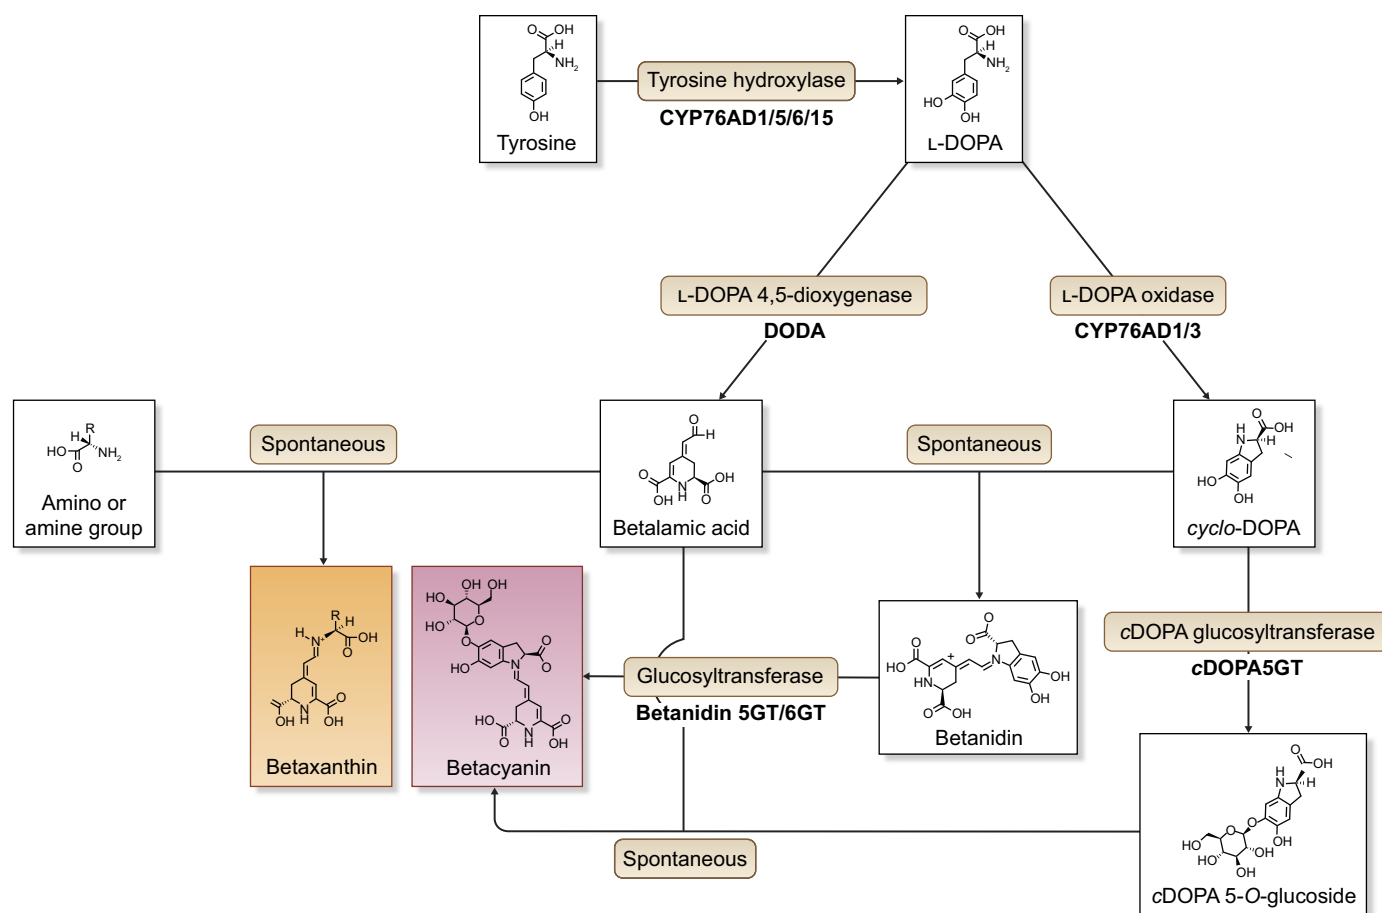 Tyrosine
Tyrosine hydroxylase
CYP76AD1/5/6/15
L-DOPA
L-DOPA 4,5-dioxygenase
DODA
L-DOPA oxidase
CYP76AD1/3
Amino or
amine group
Spontaneous
Betalamic acid
Spontaneous
cyclo-DOPA
Betaxanthin
Betacyanin
Glucosyltransferase
Betanidin 5GT/6GT
Betanidin
cDOPA glucosyltransferase
cDOPA5GT
Spontaneous
cDOPA 5-O-glucoside